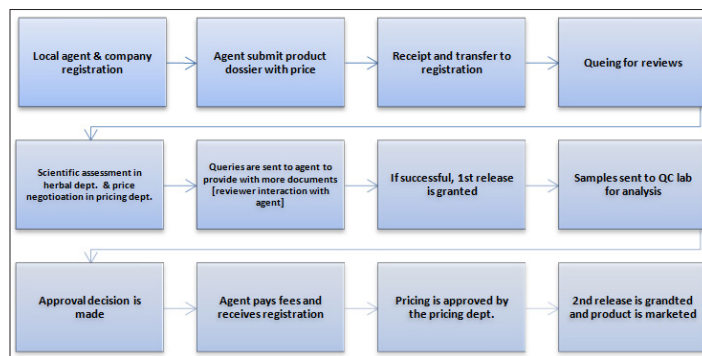 Local agent & company
registration
Agent submit product
dossier with price
Receipt and transfer to
registration
Queing for reviews
Scientific assessment in
herbal dept. & price
negotioation in pricing dept.
Queries are sent to agent to
provide with more documents
[reviewer interaction with
agent]
If successful, 1st release
is granted
Samples sent to QC lab
for analysis
Approval decision is
made
Agent pays fees and
receives registration
Pricing is approved by
the pricing dept.
2nd release is grandted
and product is marketed